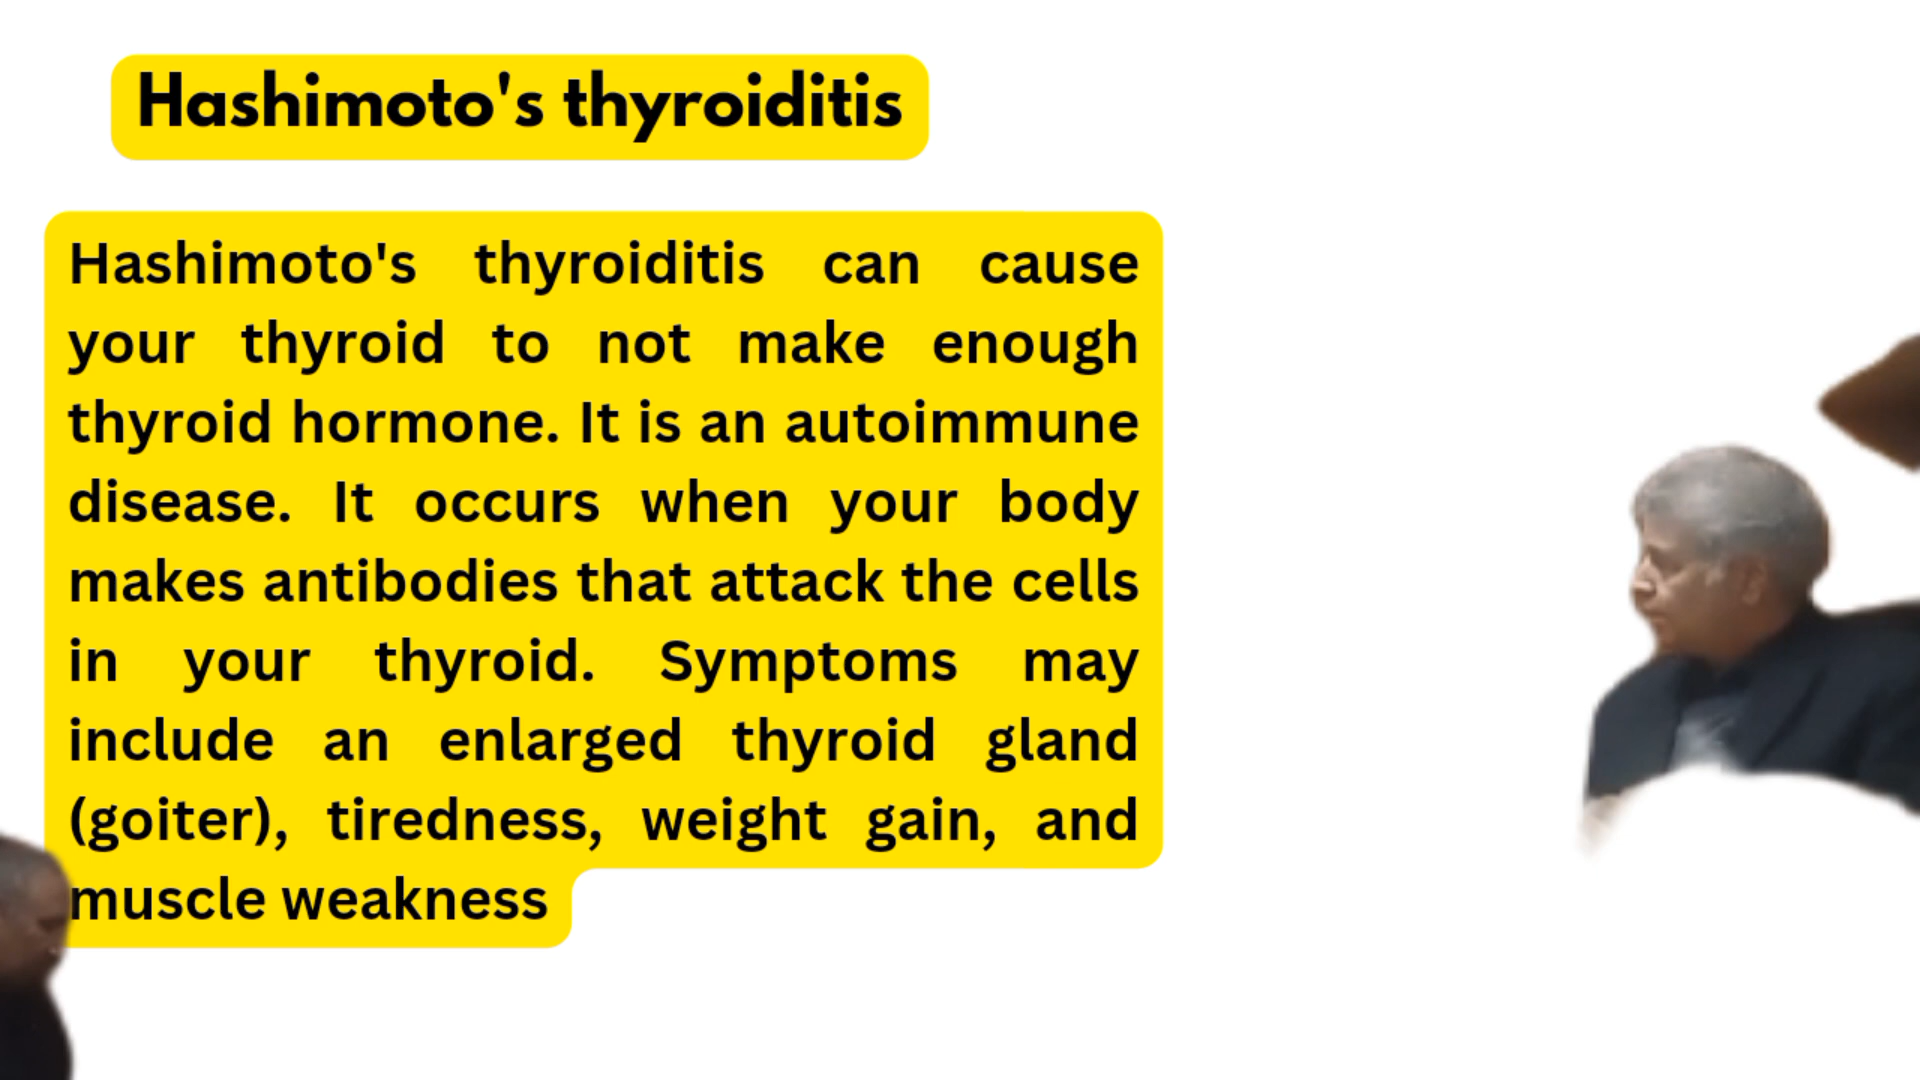 Hashimoto's thyroiditis
Hashimoto's thyroiditis can cause
your thyroid to not make enough
thyroid hormone. It is an autoimmune
disease. It occurs when your body
makes antibodies that attack the cells
in your thyroid. Symptoms may
include an enlarged thyroid gland
(goiter), tiredness, weight gain, and
muscle weakness